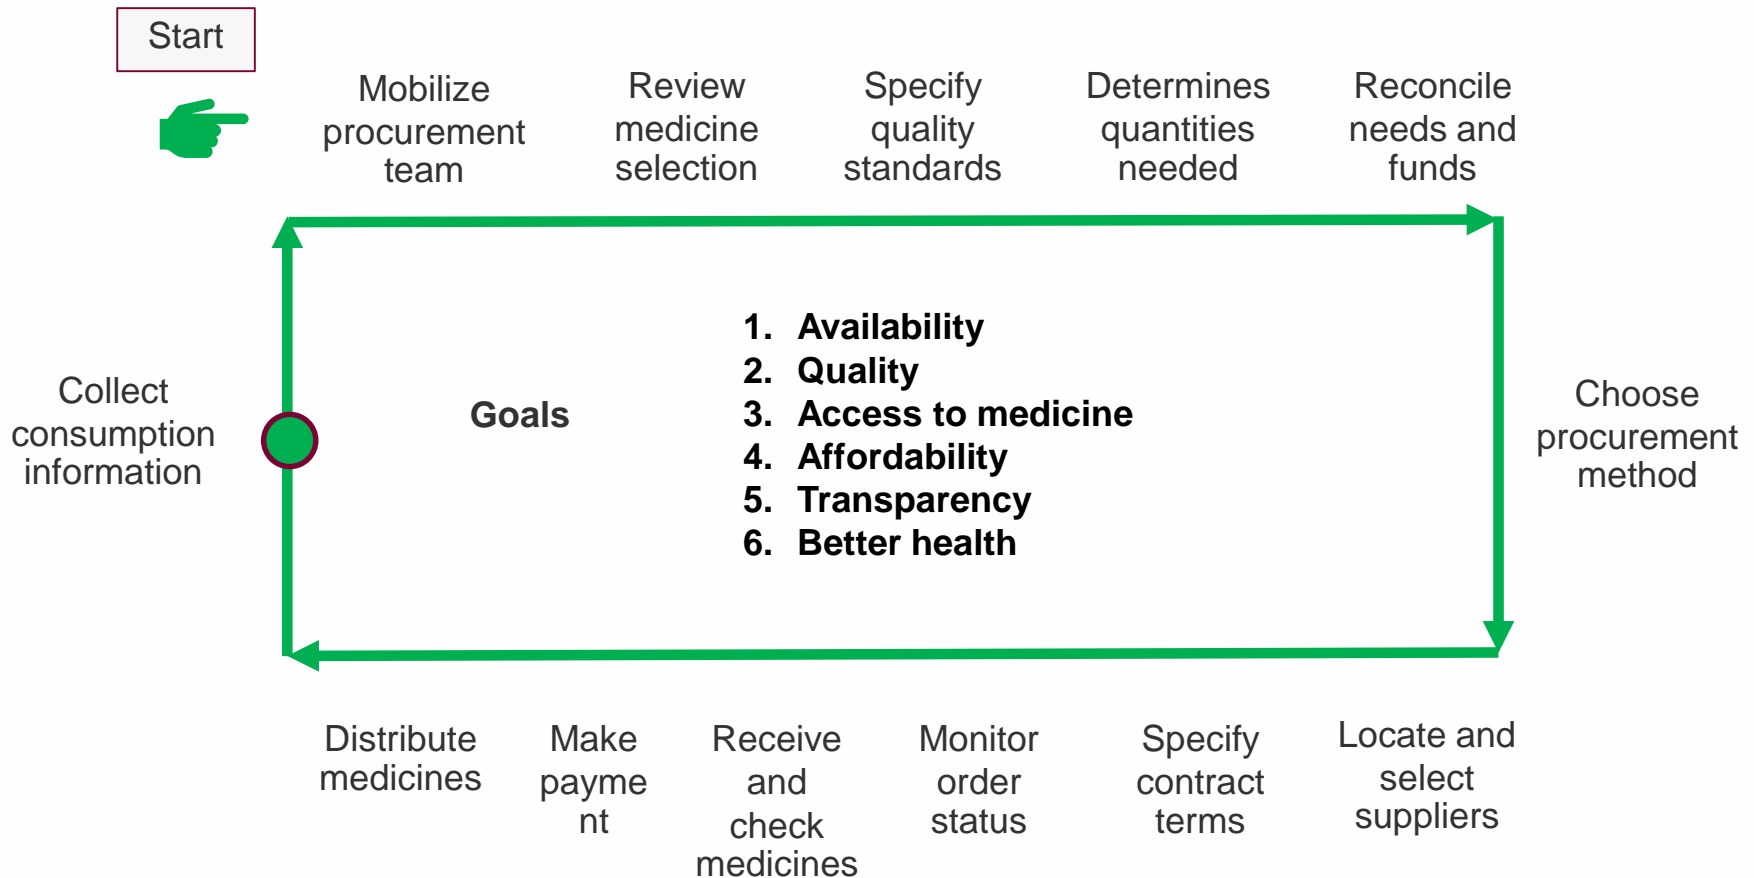 Start
Mobilize
procurement
team
Review
medicine
selection
Specify
quality
standards
Determines
quantities
needed
Reconcile
needs and
funds
Collect
consumption
information
Goals
1. Availability
2. Quality
3. Access to medicine
4. Affordability
5. Transparency
6. Better health
Choose
procurement
method
Distribute
medicines
Make
payme
nt
Receive
and
check
medicines
Monitor
order
status
Specify
contract
terms
Locate and
select
suppliers